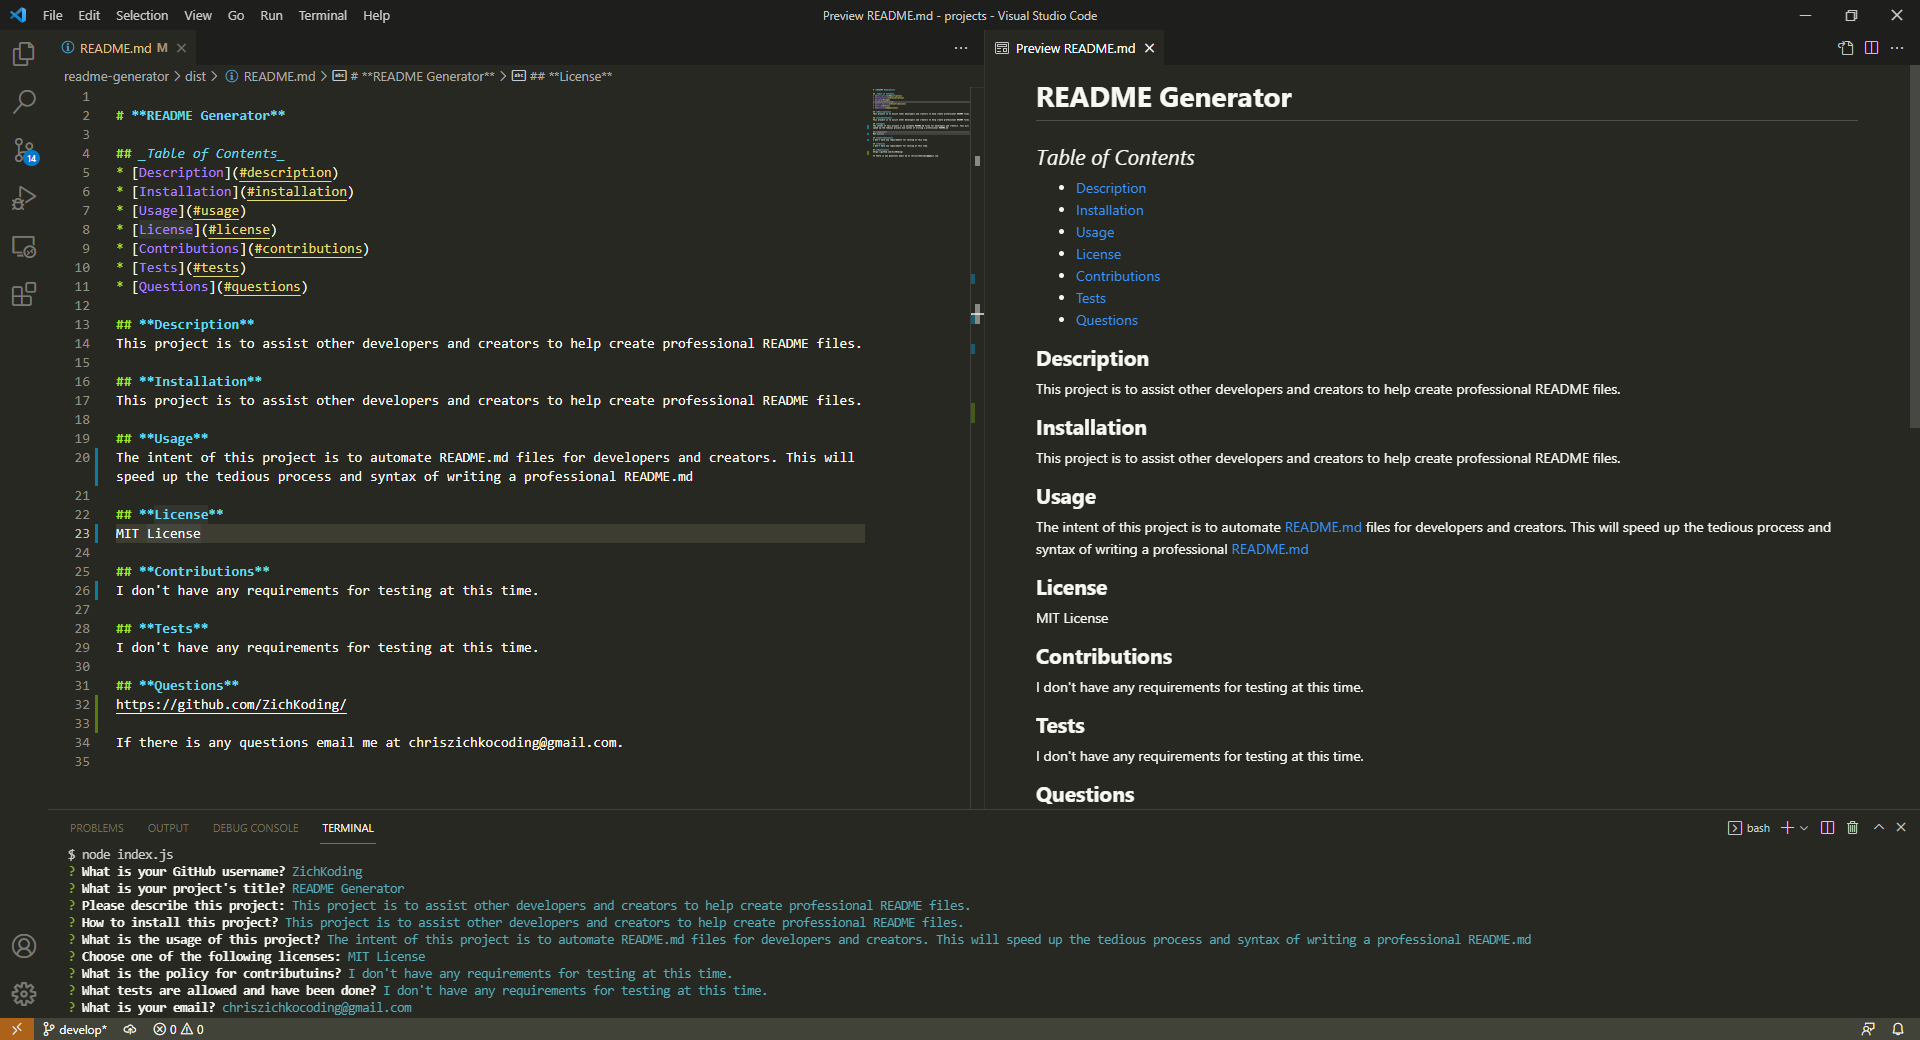 File Edit Selection View Go Run Terminal Help
Preview README.md - projects - Visual Studio Code
README.md M
readme-generator > dist > README.md > # **README Generator** > ## **License**
1
2 # **README Generator**
3
4 ## _Table of Contents_
5 * [Description](#description)
6 * [Installation](#installation)
7 * [Usage](#usage)
8 * [License](#license)
9 * [Contributions](#contributions)
10 * [Tests](#tests)
11 * [Questions](#questions)
12
13 ## **Description**
14 This project is to assist other developers and creators to help create professional README files.
15
16 ## **Installation**
17 This project is to assist other developers and creators to help create professional README files.
18
19 ## **Usage**
20 The intent of this project is to automate README.md files for developers and creators. This will
speed up the tedious process and syntax of writing a professional README.md
21
22 ## **License**
23 MIT License
24
25 ## **Contributions**
26 I don't have any requirements for testing at this time.
27
28 ## **Tests**
29 I don't have any requirements for testing at this time.
30
31 ## **Questions**
32 https://github.com/ZichKoding/
33
34 If there is any questions email me at chriszichkocoding@gmail.com.
35
Preview README.md
README Generator
Table of Contents
• Description
• Installation
• Usage
• License
• Contributions
• Tests
• Questions
Description
This project is to assist other developers and creators to help create professional README files.
Installation
This project is to assist other developers and creators to help create professional README files.
Usage
The intent of this project is to automate README.md files for developers and creators. This will speed up the tedious process and
syntax of writing a professional README.md
License
MIT License
Contributions
I don't have any requirements for testing at this time.
Tests
I don't have any requirements for testing at this time.
Questions
14
PROBLEMS OUTPUT DEBUG CONSOLE TERMINAL
bash
$ node index.js
? What is your GitHub username? ZichKoding
? What is your project's title? README Generator
? Please describe this project: This project is to assist other developers and creators to help create professional README files.
? How to install this project? This project is to assist other developers and creators to help create professional README files.
? What is the usage of this project? The intent of this project is to automate README.md files for developers and creators. This will speed up the tedious process and syntax of writing a professional README.md
? Choose one of the following licenses: MIT License
? What is the policy for contributuins? I don't have any requirements for testing at this time.
? What tests are allowed and have been done? I don't have any requirements for testing at this time.
? What is your email? chriszichkocoding@gmail.com
develop* 0 0